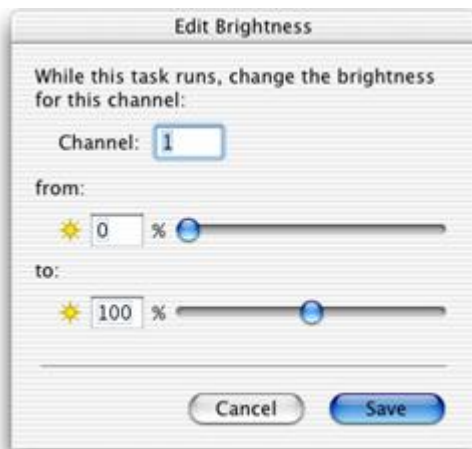 Edit Brightness
While this task runs, change the brightness
for this channel:
Channel: 1
from:
0 %
to:
100 %
Cancel Save